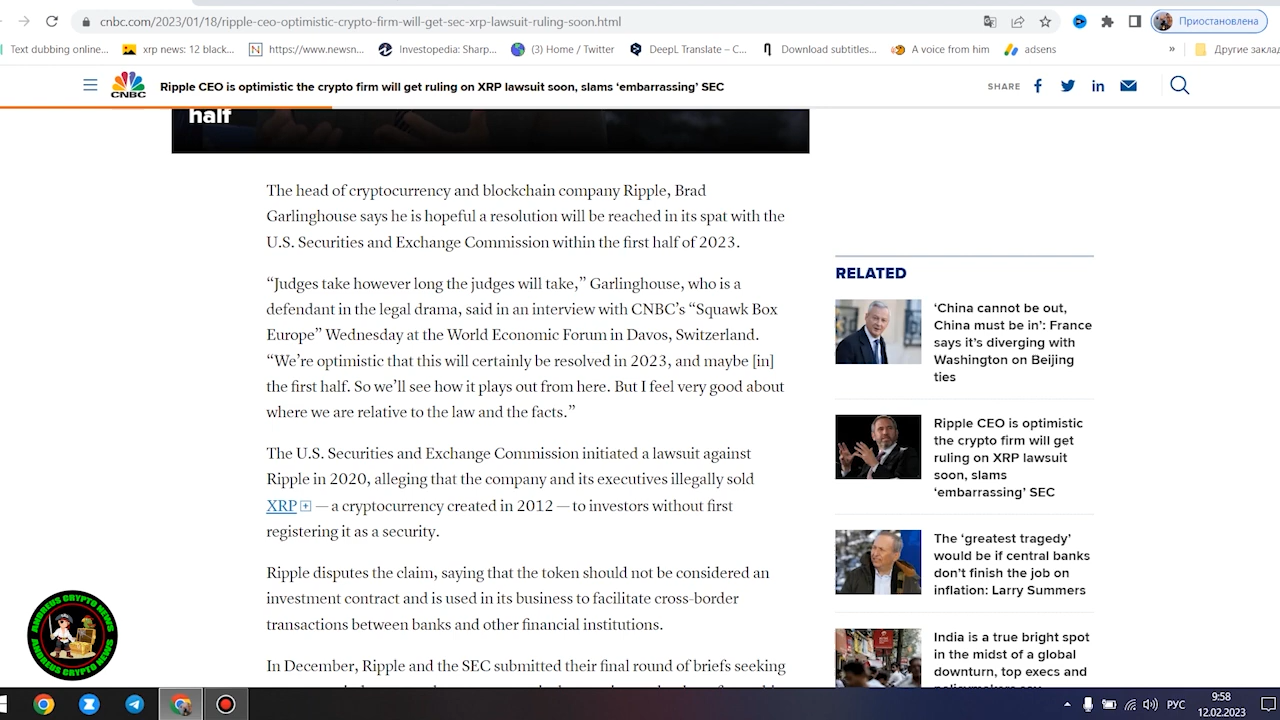 cnbc.com/2023/01/18/ripple-ceo-optimistic-crypto-firm-will-get-sec-xrp-lawsuit-ruling-soon.html
Приостановлена
Text dubbing online...
xrp news: 12 black...
https://www.newsn...
Investopedia: Sharp...
(3) Home / Twitter
DeepL Translate – C...
Download subtitles...
A voice from him
adsens
»
Другие закла
CNBC
Ripple CEO is optimistic the crypto firm will get ruling on XRP lawsuit soon, slams ‘embarrassing’ SEC
SHARE
half
The head of cryptocurrency and blockchain company Ripple, Brad
Garlinghouse says he is hopeful a resolution will be reached in its spat with the
U.S. Securities and Exchange Commission within the first half of 2023.
“Judges take however long the judges will take,” Garlinghouse, who is a
defendant in the legal drama, said in an interview with CNBC’s “Squawk Box
Europe” Wednesday at the World Economic Forum in Davos, Switzerland.
“We’re optimistic that this will certainly be resolved in 2023, and maybe [in]
the first half. So we’ll see how it plays out from here. But I feel very good about
where we are relative to the law and the facts.”
The U.S. Securities and Exchange Commission initiated a lawsuit against
Ripple in 2020, alleging that the company and its executives illegally sold
XRP — a cryptocurrency created in 2012 — to investors without first
registering it as a security.
Ripple disputes the claim, saying that the token should not be considered an
investment contract and is used in its business to facilitate cross-border
transactions between banks and other financial institutions.
In December, Ripple and the SEC submitted their final round of briefs seeking
RELATED
‘China cannot be out,
China must be in’: France
says it’s diverging with
Washington on Beijing
ties
Ripple CEO is optimistic
the crypto firm will get
ruling on XRP lawsuit
soon, slams
‘embarrassing’ SEC
The ‘greatest tragedy’
would be if central banks
don’t finish the job on
inflation: Larry Summers
India is a true bright spot
in the midst of a global
downturn, top execs and
ANDREUS CRYPTO NEWS
ANDREUS CRYPTO NEWS
РУС
9:58
12.02.2023